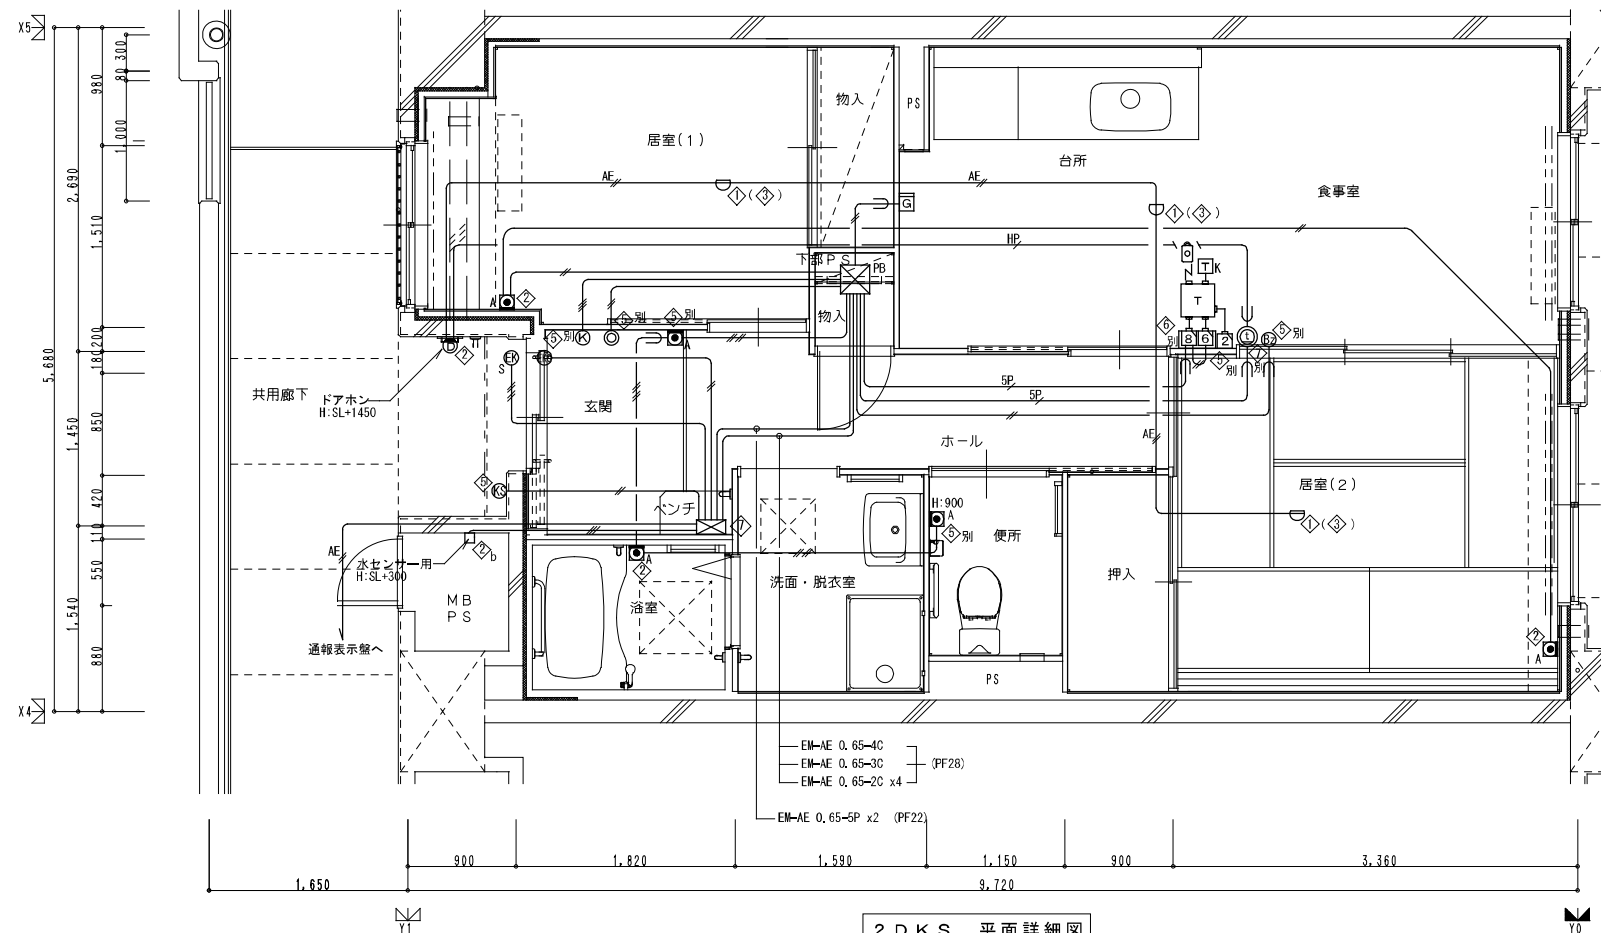 X5
980
80 300
1,000
2,690
1,510
5,680
180 210
1,450
850
420
110
550
1,540
880
X4
居室(1)
物入
PS
台所
食事室
AE
AE
①(③)
①(③)
G
HP
下部PS
PB
物入
T K
T
8 6 2
t
Bz
⑥
別
⑤別
⑤別
⑦別
A
②
⑤別
K
⑤別
⑤別
A
D
②
EK
S
共用廊下
ドアホン
H:SL+1450
玄関
5P
5P
AE
ホール
⑤
KS
ベンチ
⑦
H:900
A
⑤別
便所
居室(2)
①(③)
AE
水センサー用
H:SL+300
②b
A
②
浴室
洗面・脱衣室
押入
MB
PS
通報表示盤へ
PS
②
A
X
EM-AE 0.65-4C
EM-AE 0.65-3C (PF28)
EM-AE 0.65-2C x4
EM-AE 0.65-5P x2 (PF22)
900 1,820 1,590 1,150 900 3,360
1,650 9,720
Y1 Y0
2DKS 平面詳細図